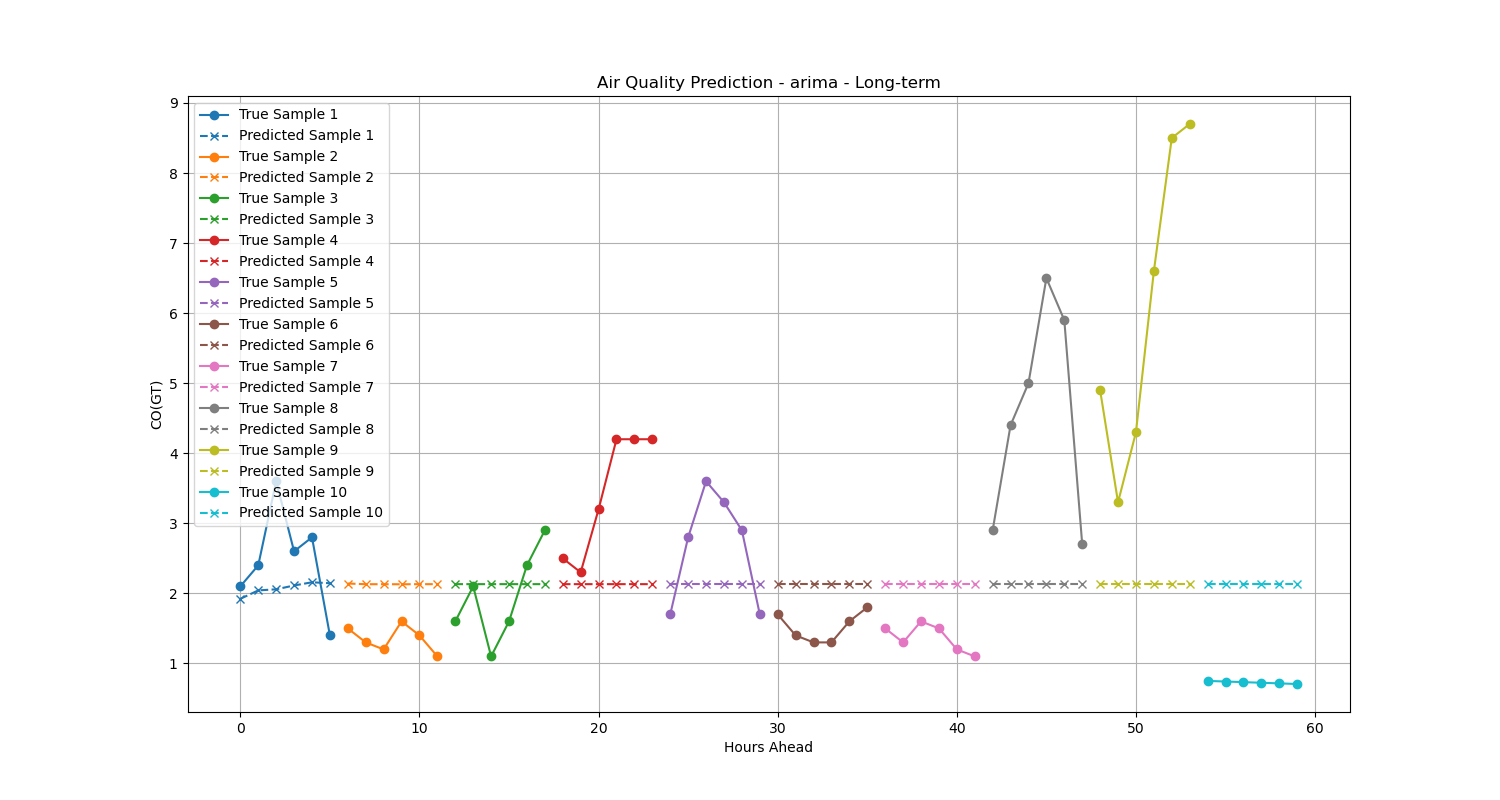 Air Quality Prediction - arima - Long-term
9
8
7
6
5
4
3
2
1
CO(GT)
True Sample 1
Predicted Sample 1
True Sample 2
Predicted Sample 2
True Sample 3
Predicted Sample 3
True Sample 4
Predicted Sample 4
True Sample 5
Predicted Sample 5
True Sample 6
Predicted Sample 6
True Sample 7
Predicted Sample 7
True Sample 8
Predicted Sample 8
True Sample 9
Predicted Sample 9
True Sample 10
Predicted Sample 10
0 10 20 30 40 50 60
Hours Ahead